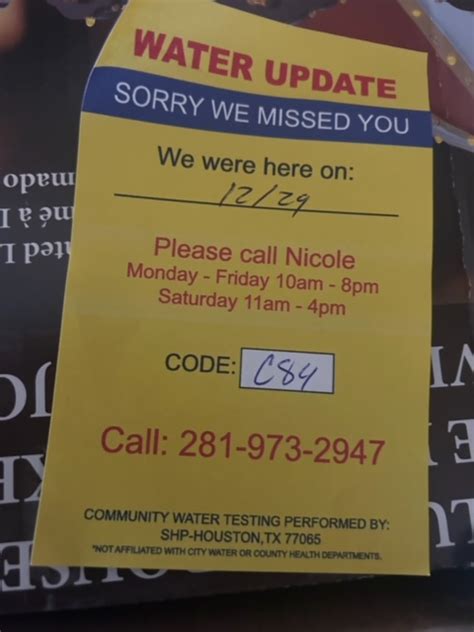 WATER UPDATE
SORRY WE MISSED YOU
We were here on:
12/29
Please call Nicole
Monday - Friday 10am - 8pm
Saturday 11am - 4pm
CODE: C84
Call: 281-973-2947
COMMUNITY WATER TESTING PERFORMED BY:
SHP-HOUSTON,TX 77065
*NOT AFFILIATED WITH CITY WATER OR COUNTY HEALTH DEPARTMENTS.